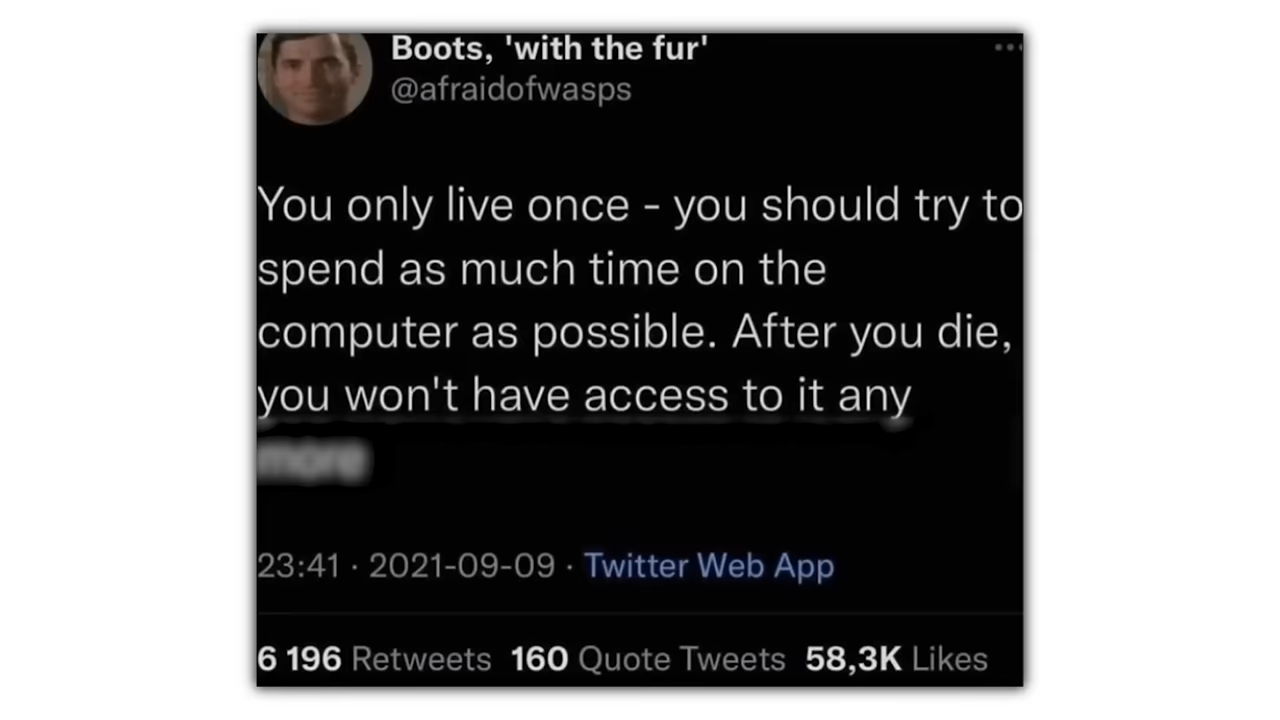 Boots, 'with the fur'
@afraidofwasps
You only live once - you should try to
spend as much time on the
computer as possible. After you die,
you won't have access to it any
more
23:41 · 2021-09-09 · Twitter Web App
6 196 Retweets 160 Quote Tweets 58,3K Likes